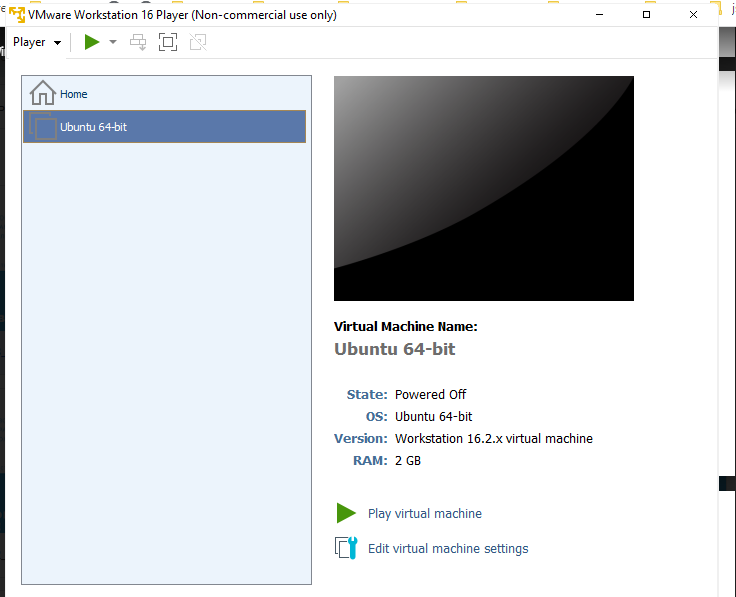 VMware Workstation 16 Player (Non-commercial use only)
Player
Home
Ubuntu 64-bit
Virtual Machine Name:
Ubuntu 64-bit
State: Powered Off
OS: Ubuntu 64-bit
Version: Workstation 16.2.x virtual machine
RAM: 2 GB
Play virtual machine
Edit virtual machine settings